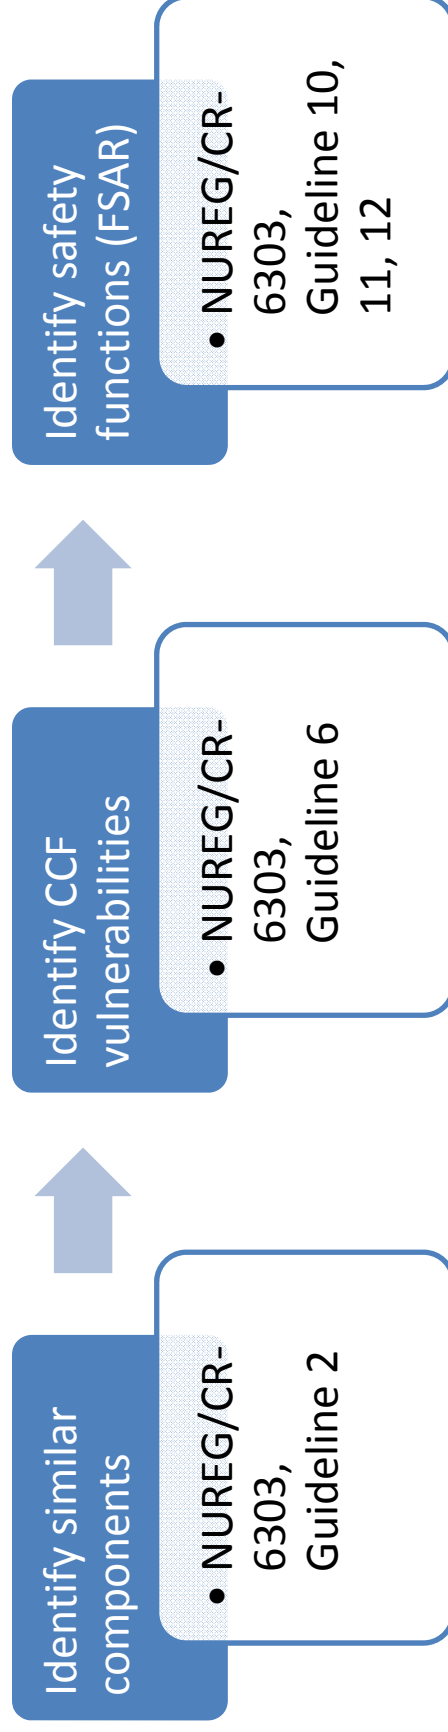 Identify similar
components
• NUREG/CR-
6303,
Guideline 2
Identify CCF
vulnerabilities
• NUREG/CR-
6303,
Guideline 6
Identify safety
functions (FSAR)
• NUREG/CR-
6303,
Guideline 10,
11, 12